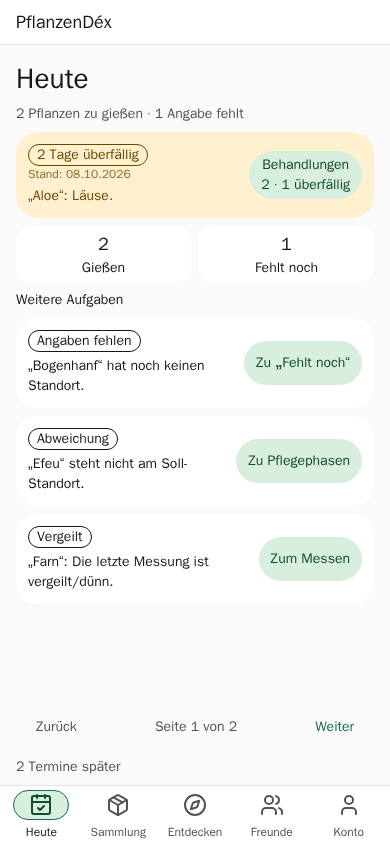 PflanzenDéx
Heute
2 Pflanzen zu gießen · 1 Angabe fehlt
2 Tage überfällig
Stand: 08.10.2026
„Aloe“: Läuse.
Behandlungen
2 · 1 überfällig
2
Gießen
1
Fehlt noch
Weitere Aufgaben
Angaben fehlen
„Bogenhanf“ hat noch keinen
Standort.
Zu „Fehlt noch“
Abweichung
„Efeu“ steht nicht am Soll-
Standort.
Zu Pflegephasen
Vergeilt
„Farn“: Die letzte Messung ist
vergeilt/dünn.
Zum Messen
Zurück
Seite 1 von 2
Weiter
2 Termine später
Heute
Sammlung
Entdecken
Freunde
Konto